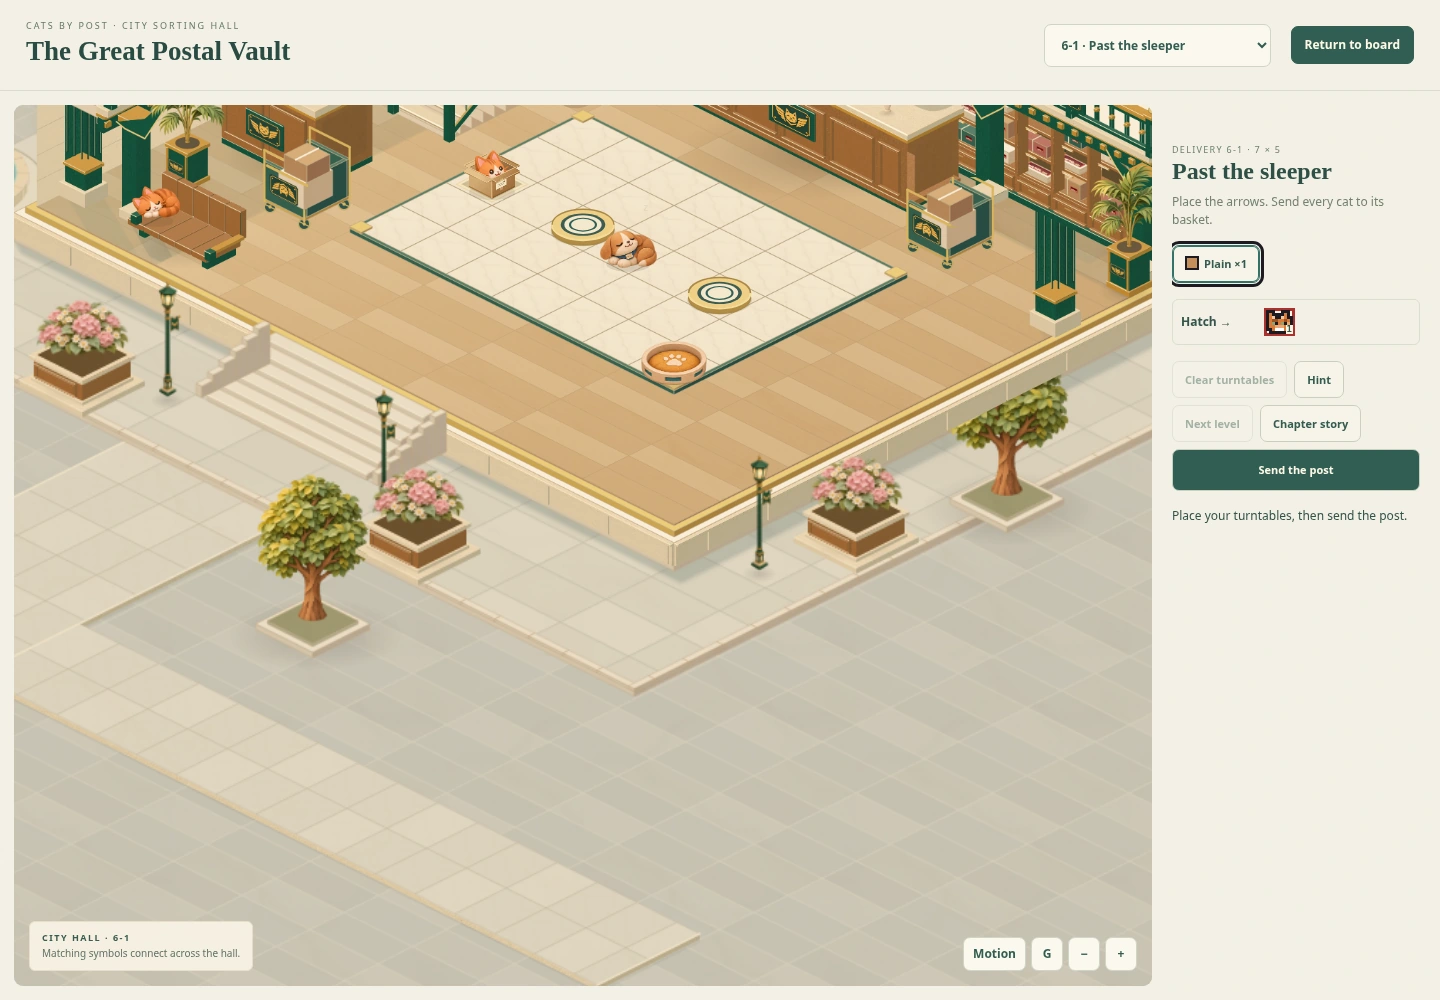 CATS BY POST · CITY SORTING HALL
The Great Postal Vault
6-1 · Past the sleeper
Return to board
DELIVERY 6-1 · 7 × 5
Past the sleeper
Place the arrows. Send every cat to its
basket.
Plain ×1
Hatch →
1
Clear turntables
Hint
Next level
Chapter story
Send the post
Place your turntables, then send the post.
CITY HALL · 6-1
Matching symbols connect across the hall.
Motion
G
−
+